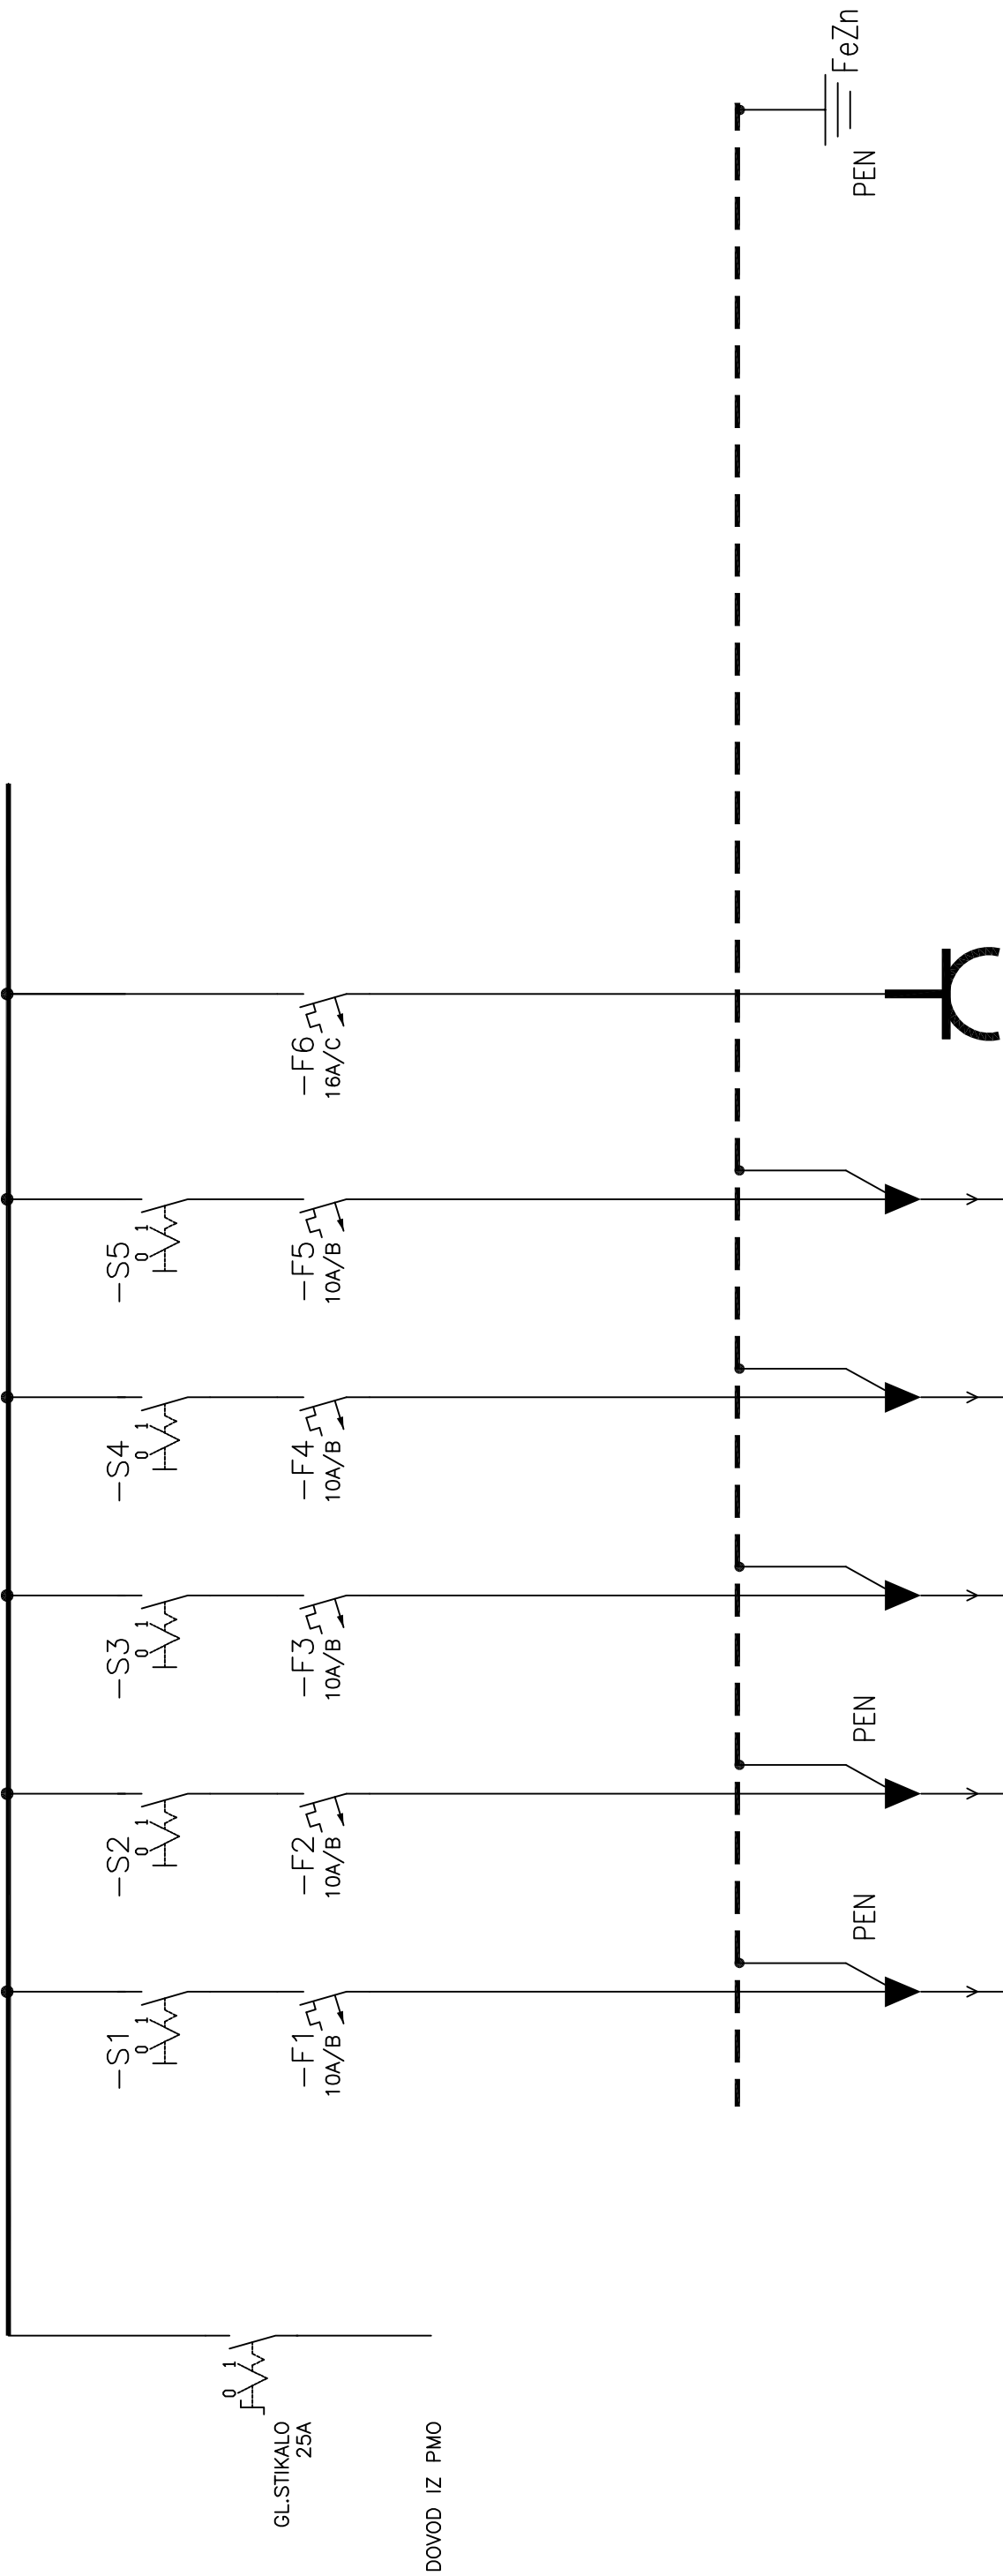 GL.STIKALO
25A
DOVOD IZ PMO
0 1
-S1
0 1
-F1
10A/B
PEN
-S2
0 1
-F2
10A/B
PEN
-S3
0 1
-F3
10A/B
-S4
0 1
-F4
10A/B
-S5
0 1
-F5
10A/B
-F6
16A/C
PEN
FeZn